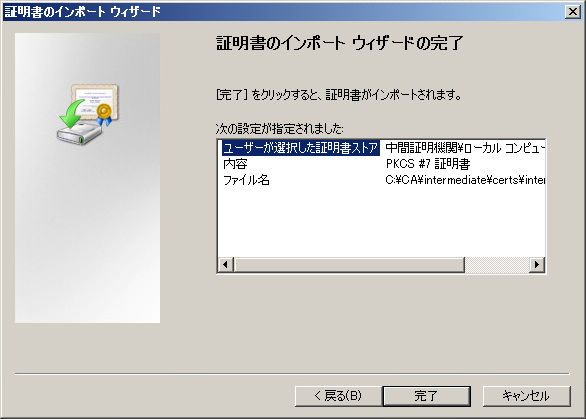 証明書のインポート ウィザード
証明書のインポート ウィザードの完了
[完了] をクリックすると、証明書がインポートされます。
次の設定が指定されました:
ユーザーが選択した証明書ストア 中間証明機関¥ローカル コンピュー
内容 PKCS #7 証明書
ファイル名 C:¥CA¥intermediate¥certs¥inter
< 戻る(B)
完了
キャンセル